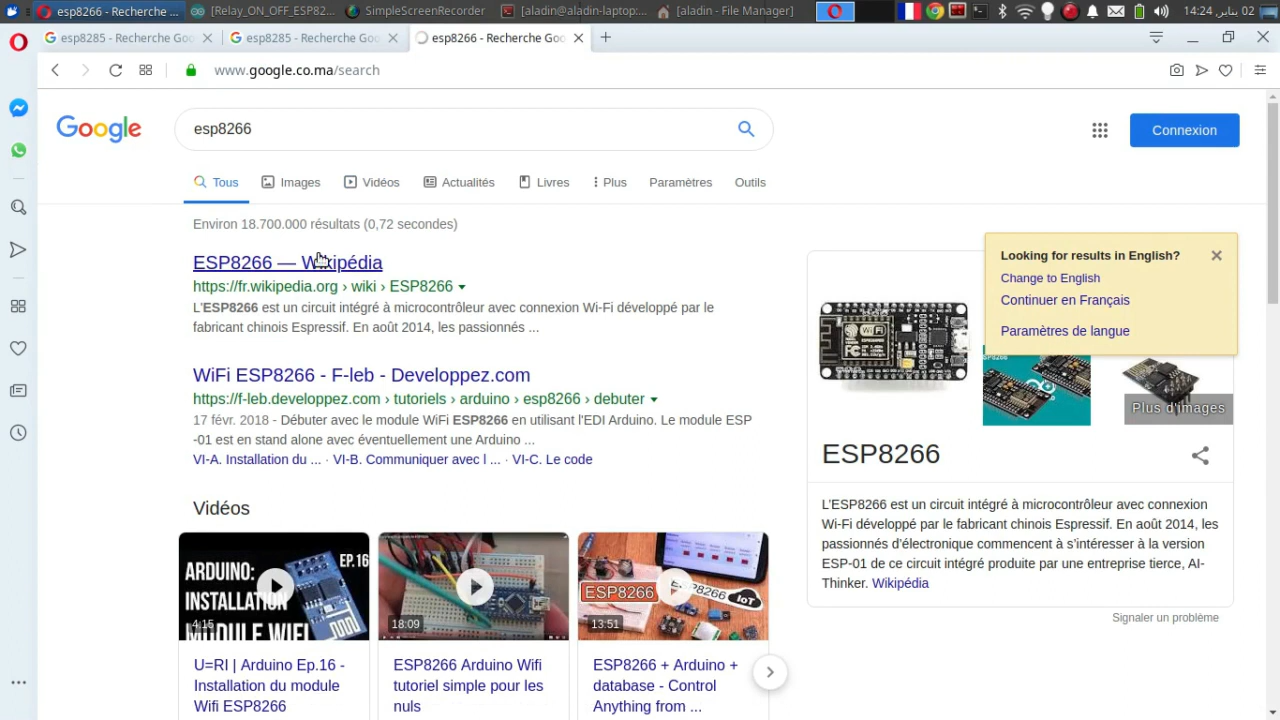 esp8266 - Recherche ...
[Relay_ON_OFF_ESP82...
SimpleScreenRecorder
[aladin@aladin-laptop:...
[aladin - File Manager]
14:24 ,يناير 02
esp8285 - Recherche Goo
esp8285 - Recherche Goo
esp8266 - Recherche Goo
www.google.co.ma/search
Google
esp8266
Connexion
Tous
Images
Vidéos
Actualités
Livres
Plus
Paramètres
Outils
Environ 18.700.000 résultats (0,72 secondes)
ESP8266 — Wikipédia
https://fr.wikipedia.org › wiki › ESP8266
L'ESP8266 est un circuit intégré à microcontrôleur avec connexion Wi-Fi développé par le
fabricant chinois Espressif. En août 2014, les passionnés ...
WiFi ESP8266 - F-leb - Developpez.com
https://f-leb.developpez.com › tutoriels › arduino › esp8266 › debuter
17 févr. 2018 - Débuter avec le module WiFi ESP8266 en utilisant l'EDI Arduino. Le module ESP
-01 est en stand alone avec éventuellement une Arduino ...
VI-A. Installation du ... · VI-B. Communiquer avec l ... · VI-C. Le code
Vidéos
ARDUINO:
INSTALLATION
MODULE WIFI
EP.16
4:15
18:09
ESP8266
ESP8266
IoT
13:51
U=RI | Arduino Ep.16 -
Installation du module
Wifi ESP8266
ESP8266 Arduino Wifi
tutoriel simple pour les
nuls
ESP8266 + Arduino +
database - Control
Anything from ...
Looking for results in English?
Change to English
Continuer en Français
Paramètres de langue
WiFi
FC
Plus d'images
ESP8266
L'ESP8266 est un circuit intégré à microcontrôleur avec connexion
Wi-Fi développé par le fabricant chinois Espressif. En août 2014, les
passionnés d'électronique commencent à s'intéresser à la version
ESP-01 de ce circuit intégré produite par une entreprise tierce, AI-
Thinker. Wikipédia
Signaler un problème